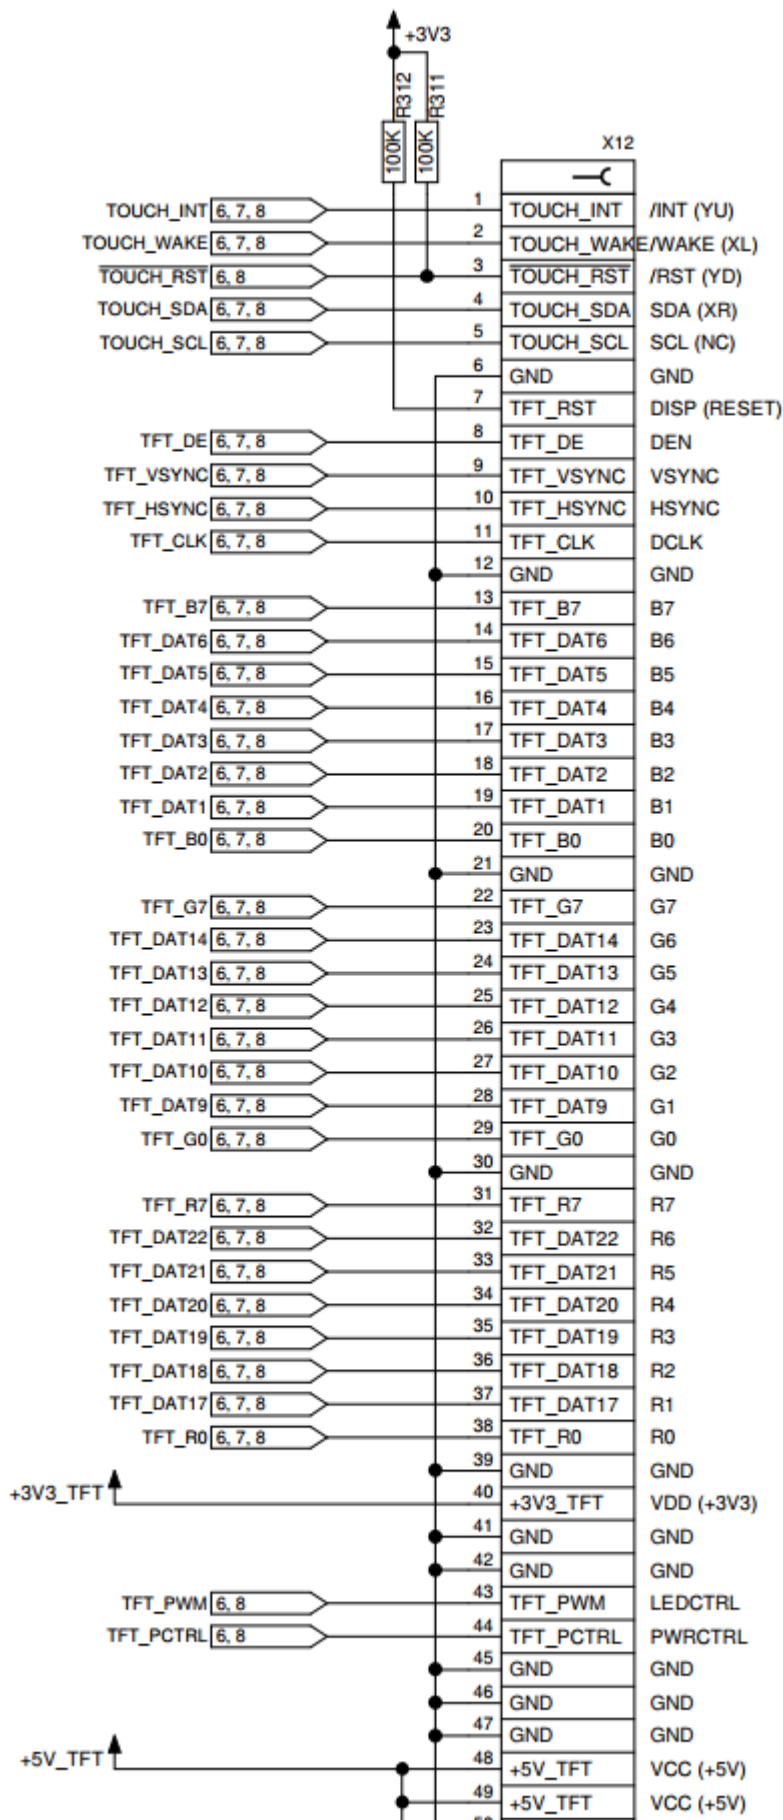 +3V3
R312
R311
100K
100K
X12
TOUCH_INT 6, 7, 8 1 TOUCH_INT /INT (YU)
TOUCH_WAKE 6, 7, 8 2 TOUCH_WAKE /WAKE (XL)
TOUCH_RST 6, 8 3 TOUCH_RST /RST (YD)
TOUCH_SDA 6, 7, 8 4 TOUCH_SDA SDA (XR)
TOUCH_SCL 6, 7, 8 5 TOUCH_SCL SCL (NC)
6 GND GND
7 TFT_RST DISP (RESET)
TFT_DE 6, 7, 8 8 TFT_DE DEN
TFT_VSYNC 6, 7, 8 9 TFT_VSYNC VSYNC
TFT_HSYNC 6, 7, 8 10 TFT_HSYNC HSYNC
TFT_CLK 6, 7, 8 11 TFT_CLK DCLK
12 GND GND
TFT_B7 6, 7, 8 13 TFT_B7 B7
TFT_DAT6 6, 7, 8 14 TFT_DAT6 B6
TFT_DAT5 6, 7, 8 15 TFT_DAT5 B5
TFT_DAT4 6, 7, 8 16 TFT_DAT4 B4
TFT_DAT3 6, 7, 8 17 TFT_DAT3 B3
TFT_DAT2 6, 7, 8 18 TFT_DAT2 B2
TFT_DAT1 6, 7, 8 19 TFT_DAT1 B1
TFT_B0 6, 7, 8 20 TFT_B0 B0
21 GND GND
TFT_G7 6, 7, 8 22 TFT_G7 G7
TFT_DAT14 6, 7, 8 23 TFT_DAT14 G6
TFT_DAT13 6, 7, 8 24 TFT_DAT13 G5
TFT_DAT12 6, 7, 8 25 TFT_DAT12 G4
TFT_DAT11 6, 7, 8 26 TFT_DAT11 G3
TFT_DAT10 6, 7, 8 27 TFT_DAT10 G2
TFT_DAT9 6, 7, 8 28 TFT_DAT9 G1
TFT_G0 6, 7, 8 29 TFT_G0 G0
30 GND GND
TFT_R7 6, 7, 8 31 TFT_R7 R7
TFT_DAT22 6, 7, 8 32 TFT_DAT22 R6
TFT_DAT21 6, 7, 8 33 TFT_DAT21 R5
TFT_DAT20 6, 7, 8 34 TFT_DAT20 R4
TFT_DAT19 6, 7, 8 35 TFT_DAT19 R3
TFT_DAT18 6, 7, 8 36 TFT_DAT18 R2
TFT_DAT17 6, 7, 8 37 TFT_DAT17 R1
TFT_R0 6, 7, 8 38 TFT_R0 R0
39 GND GND
+3V3_TFT 40 +3V3_TFT VDD (+3V3)
41 GND GND
42 GND GND
TFT_PWM 6, 8 43 TFT_PWM LEDCTRL
TFT_PCTRL 6, 8 44 TFT_PCTRL PWRCTRL
45 GND GND
46 GND GND
47 GND GND
+5V_TFT 48 +5V_TFT VCC (+5V)
49 +5V_TFT VCC (+5V)